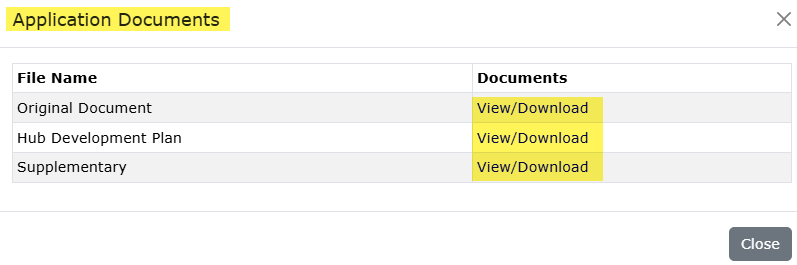 Application Documents
File Name Documents
Original Document View/Download
Hub Development Plan View/Download
Supplementary View/Download
Close